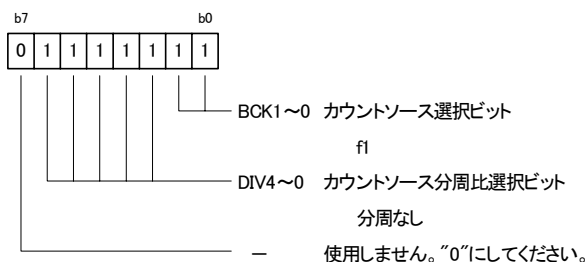 b7 b0
0 1 1 1 1 1 1 1
BCK1～0 カウントソース選択ビット
f1
DIV4～0 カウントソース分周比選択ビット
分周なし
— 使用しません。"0"にしてください。